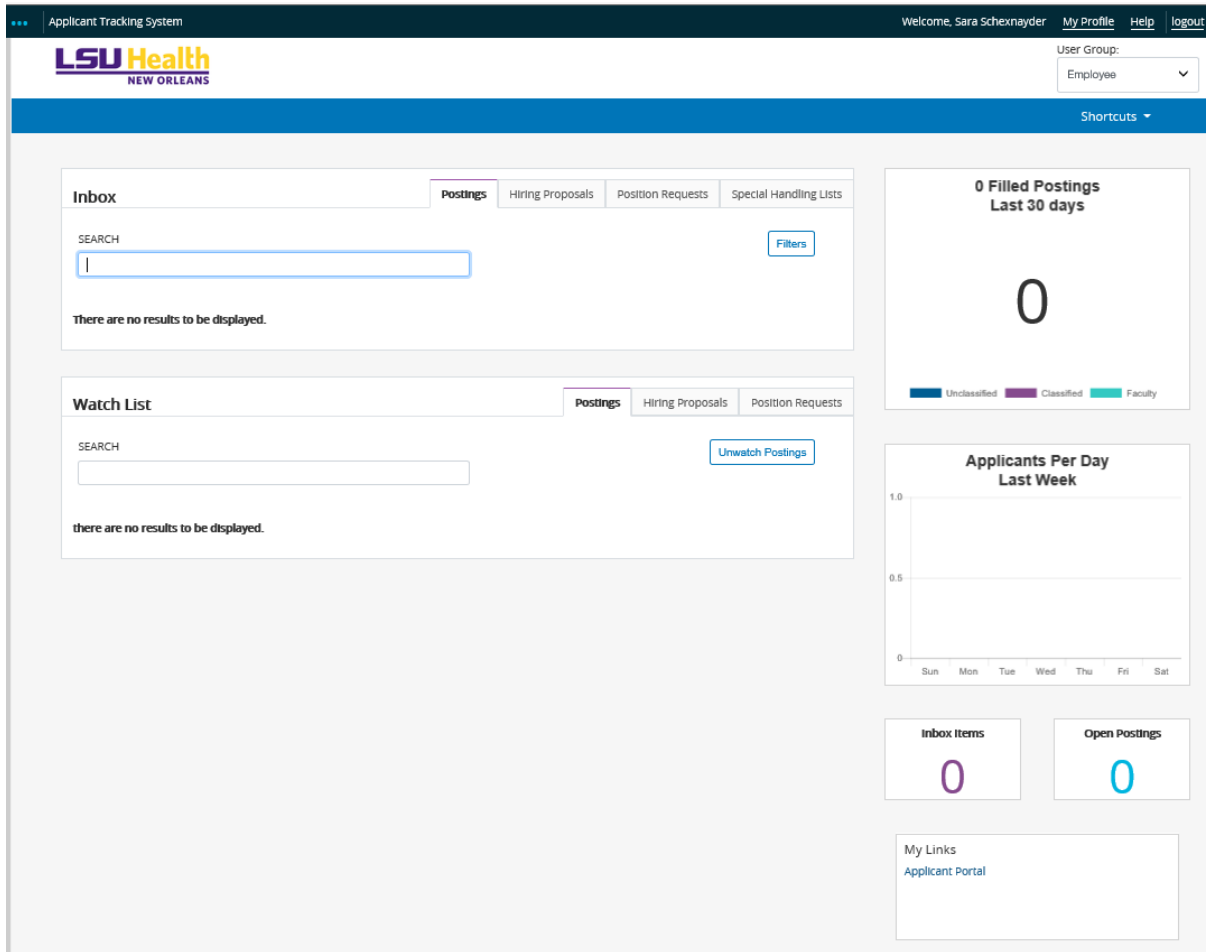 Applicant Tracking System
Welcome, Sara Schexnayder My Profile Help logout
LSU Health
NEW ORLEANS
User Group:
Employee
Shortcuts
Inbox
Postings Hiring Proposals Position Requests Special Handling Lists
SEARCH
Filters
There are no results to be displayed.
Watch List
Postings Hiring Proposals Position Requests
SEARCH
Unwatch Postings
there are no results to be displayed.
0 Filled Postings
Last 30 days
0
Unclassified Classified Faculty
Applicants Per Day
Last Week
1.0
0.5
0
Sun Mon Tue Wed Thu Fri Sat
Inbox Items
0
Open Postings
0
My Links
Applicant Portal